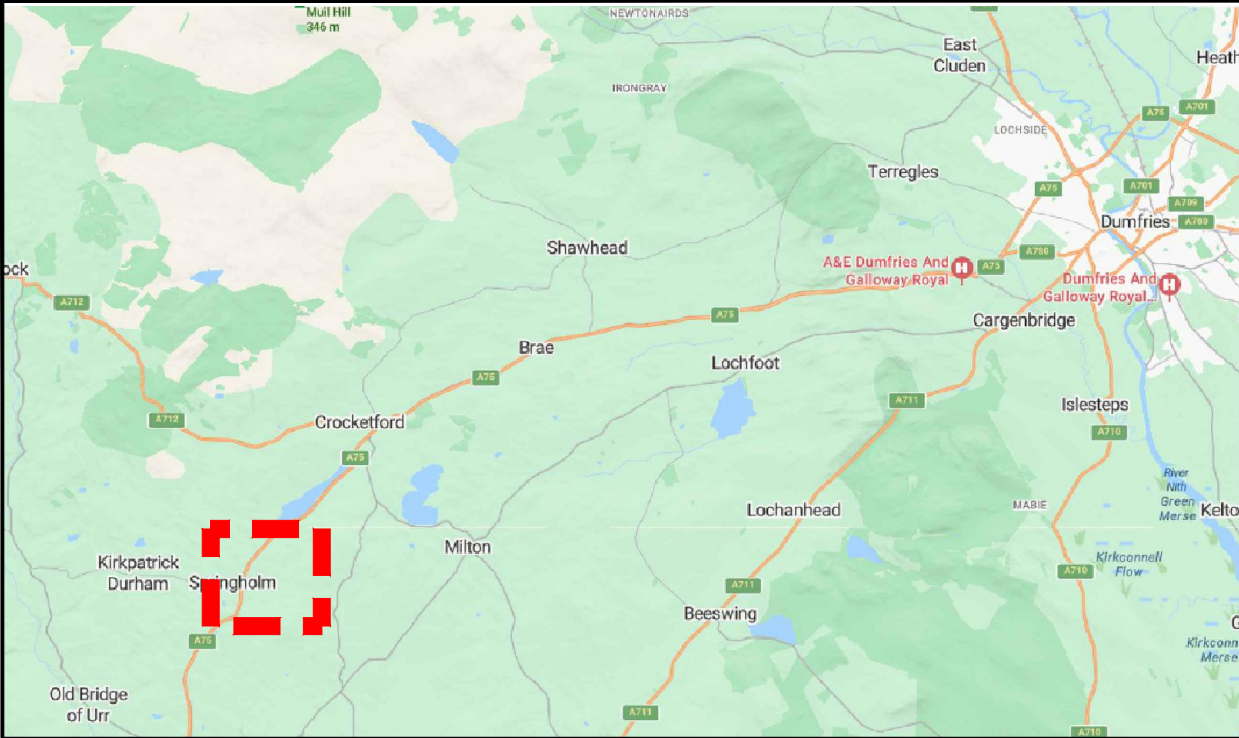 Muil Hill
346 m
NEWTONAIRDS
East
Cluden
Heath
IRONGRAY
A76
A701
LOCHSIDE
Terregles
A76
A701
A709
A780
Dumfries
Shawhead
A780
A&E Dumfries And
Galloway Royal
H
A75
Dumfries And
Galloway Royal...
H
ock
A712
A75
Cargenbridge
Brae
Lochfoot
A75
A711
Islesteps
A712
Crocketford
A710
A75
River
Nith
Green
Merse
Lochanhead
MABIE
Kelto
Milton
Kirkpatrick
Durham
Springholm
Kirkconnell
Flow
A710
A711
Beeswing
A75
G
Kirkconn
Merse
Old Bridge
of Urr
A711
A710